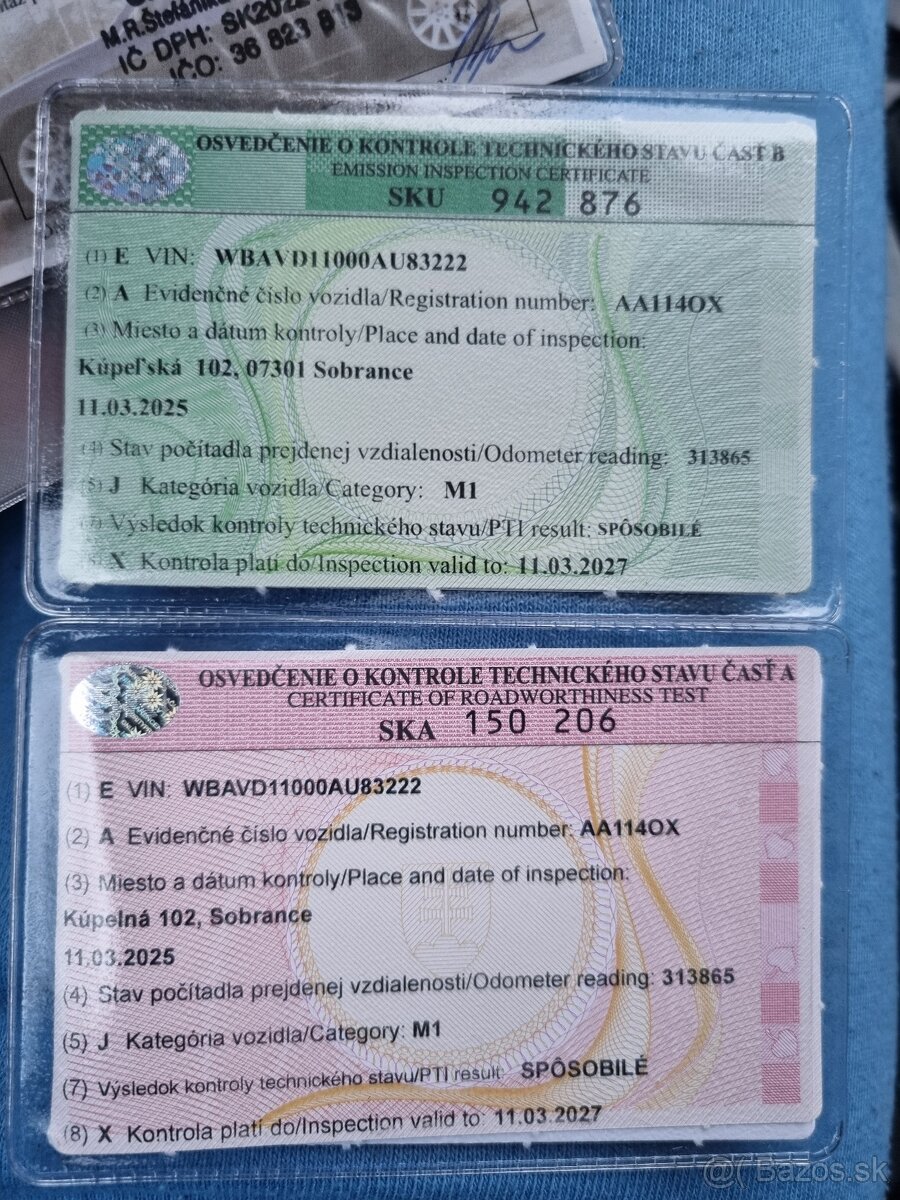 M.R.Štefánika
IČ DPH: SK2022
IČO: 36 823 813
OSVEDČENIE O KONTROLE TECHNICKÉHO STAVU ČASŤ B
EMISSION INSPECTION CERTIFICATE
SKU 942 876
(1) E VIN: WBAVD11000AU83222
(2) A Evidenčné číslo vozidla/Registration number: AA114OX
(3) Miesto a dátum kontroly/Place and date of inspection:
Kúpeľská 102, 07301 Sobrance
11.03.2025
(4) Stav počítadla prejdenej vzdialenosti/Odometer reading: 313865
(5) J Kategória vozidla/Category: M1
(7) Výsledok kontroly technického stavu/PTI result: SPÔSOBILÉ
X Kontrola platí do/Inspection valid to: 11.03.2027
OSVEDČENIE O KONTROLE TECHNICKÉHO STAVU ČASŤ A
CERTIFICATE OF ROADWORTHINESS TEST
SKA 150 206
(1) E VIN: WBAVD11000AU83222
(2) A Evidenčné číslo vozidla/Registration number: AA114OX
(3) Miesto a dátum kontroly/Place and date of inspection:
Kúpelná 102, Sobrance
11.03.2025
(4) Stav počítadla prejdenej vzdialenosti/Odometer reading: 313865
(5) J Kategória vozidla/Category: M1
(7) Výsledok kontroly technického stavu/PTI result: SPÔSOBILÉ
(8) X Kontrola platí do/Inspection valid to: 11.03.2027
Bazos.sk